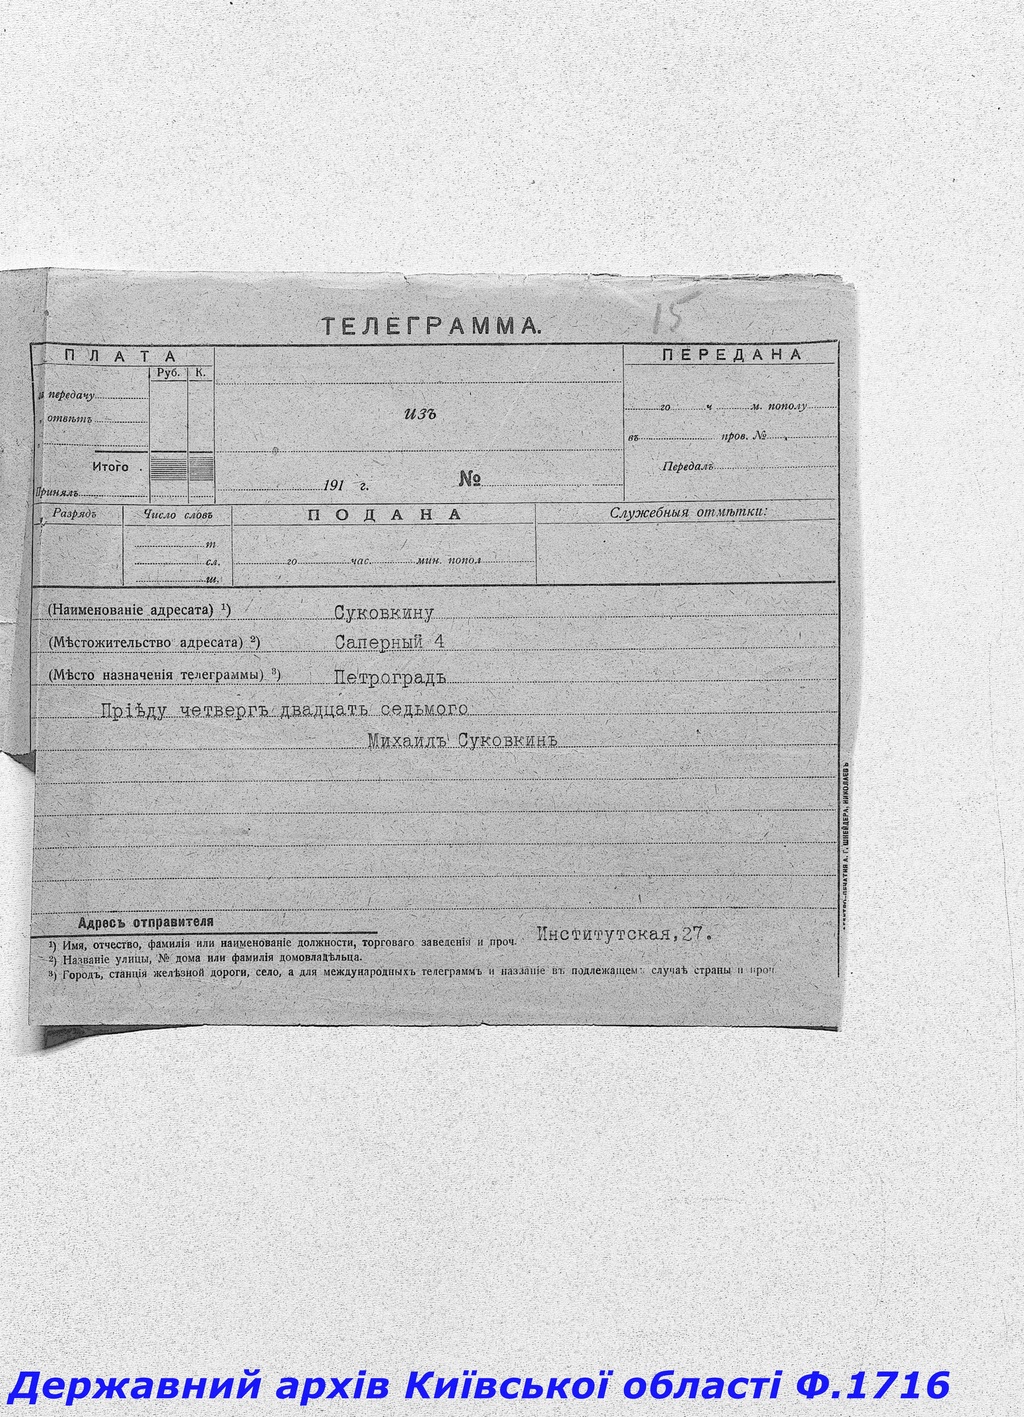 15
ТЕЛЕГРАММА.
ПЛАТА
Руб. К.
передачу
отвѣтъ
Итого
Принялъ
изъ
191 г. №
ПЕРЕДАНА
го ч м. пополу
въ пров. №
Передалъ
Разрядъ
Число словъ
т
сл.
ш.
ПОДАНА
го час. мин. попол
Служебныя отмѣтки:
(Наименованіе адресата) ¹) Суковкину
(Мѣстожительство адресата) ²) Саперный 4
(Мѣсто назначенія телеграммы) ³) Петроградъ
Пріѣду четвергъ двадцать седьмого
Михаилъ Суковкинъ
Адресъ отправителя
Институтская,27.
¹) Имя, отчество, фамилія или наименованіе должности, торговаго заведенія и проч.
²) Названіе улицы, № дома или фамилія домовладѣльца.
³) Городъ, станція желѣзной дороги, село, а для международныхъ телеграммъ и названіе въ подлежащемъ случаѣ страны и проч
А. Г. ШНЕЙДЕРА, НИКОЛАЕВЪ
Державний архів Київської області Ф.1716